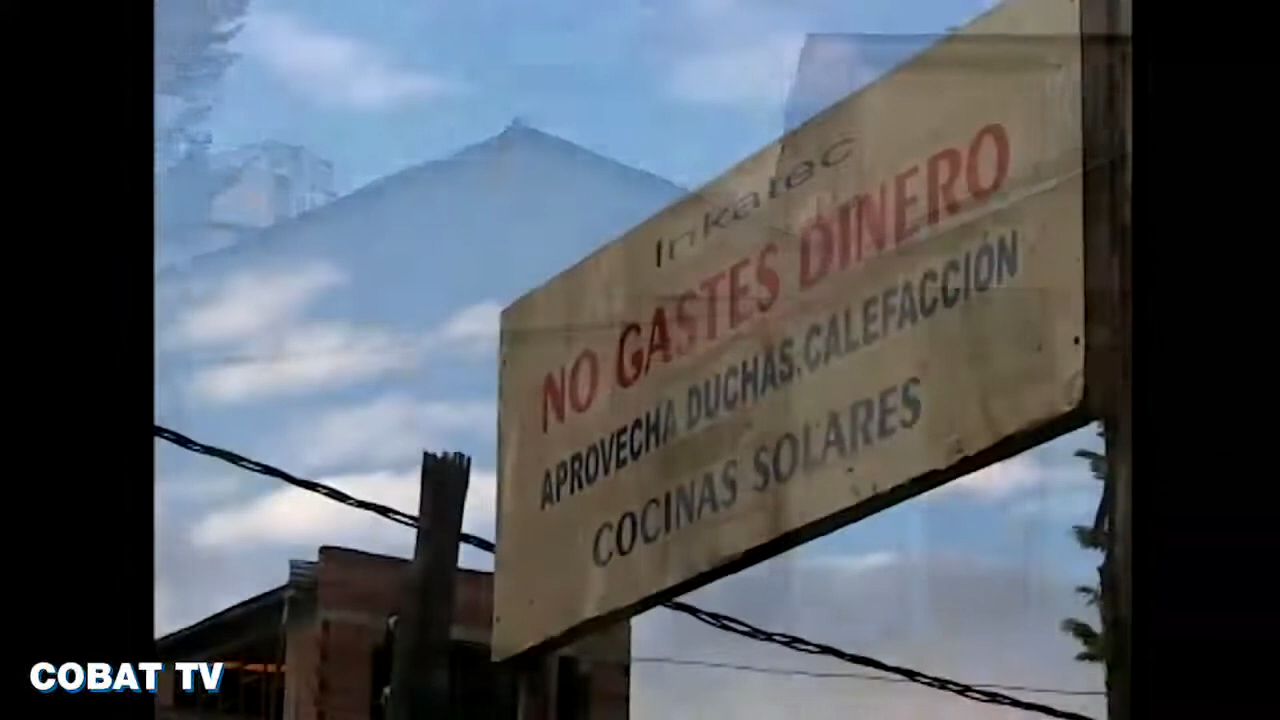 Inkatec
NO GASTES DINERO
APROVECHA DUCHAS.CALEFACCIÓN
COCINAS SOLARES
COBAT TV